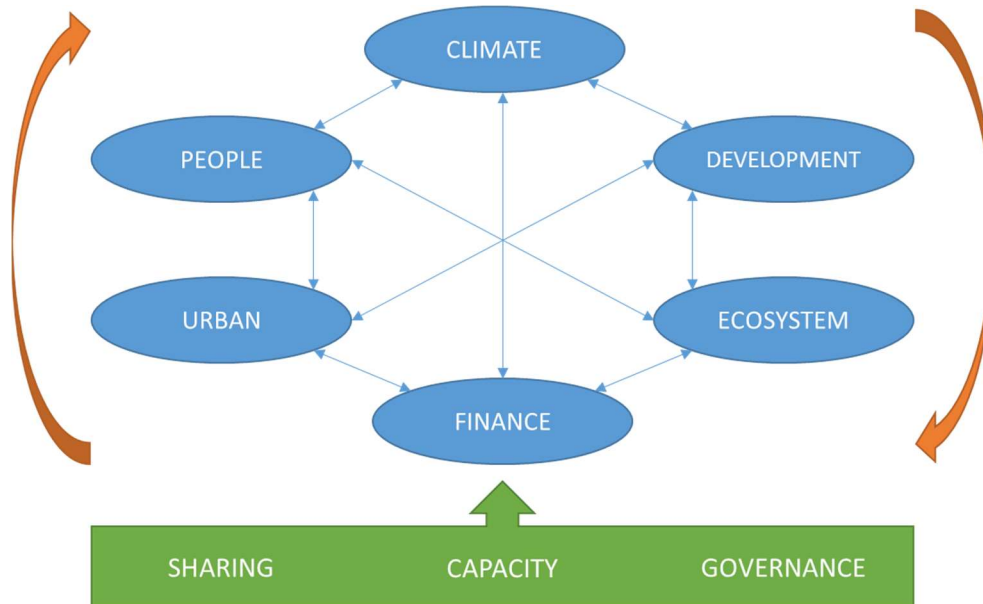 CLIMATE
PEOPLE
DEVELOPMENT
URBAN
ECOSYSTEM
FINANCE
SHARING CAPACITY GOVERNANCE